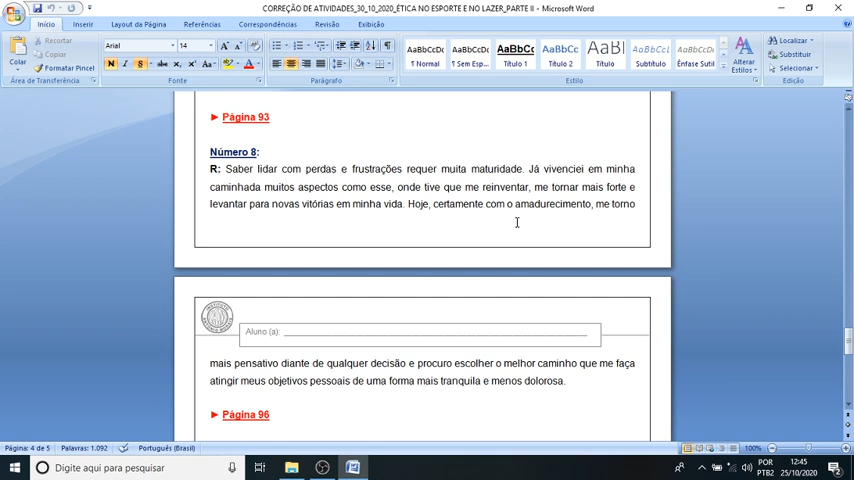 CORREÇÃO DE ATIVIDADES_30_10_2020_ÉTICA NO ESPORTE E NO LAZER_PARTE II - Microsoft Word
Início Inserir Layout da Página Referências Correspondências Revisão Exibição
Colar
Recortar
Copiar
Formatar Pincel
Área de Transferência
Arial 14
N I S abc x₂ x² Aa
Fonte
Parágrafo
AaBbCcDc AaBbCcDc AaBbCc AaBbCc AaBl AaBbCcL AaBbCcDc
¶ Normal ¶ Sem Esp... Título 1 Título 2 Título Subtítulo Ênfase Sutil
Alterar Estilos
Estilo
Localizar
Substituir
Selecionar
Edição
► Página 93
Número 8:
R: Saber lidar com perdas e frustrações requer muita maturidade. Já vivenciei em minha
caminhada muitos aspectos como esse, onde tive que me reinventar, me tornar mais forte e
levantar para novas vitórias em minha vida. Hoje, certamente com o amadurecimento, me torno
Aluno (a):
mais pensativo diante de qualquer decisão e procuro escolher o melhor caminho que me faça
atingir meus objetivos pessoais de uma forma mais tranquila e menos dolorosa.
► Página 96
Página: 4 de 5 Palavras: 1.092 Português (Brasil) 100%
Digite aqui para pesquisar
POR
PTB2
12:45
25/10/2020
2